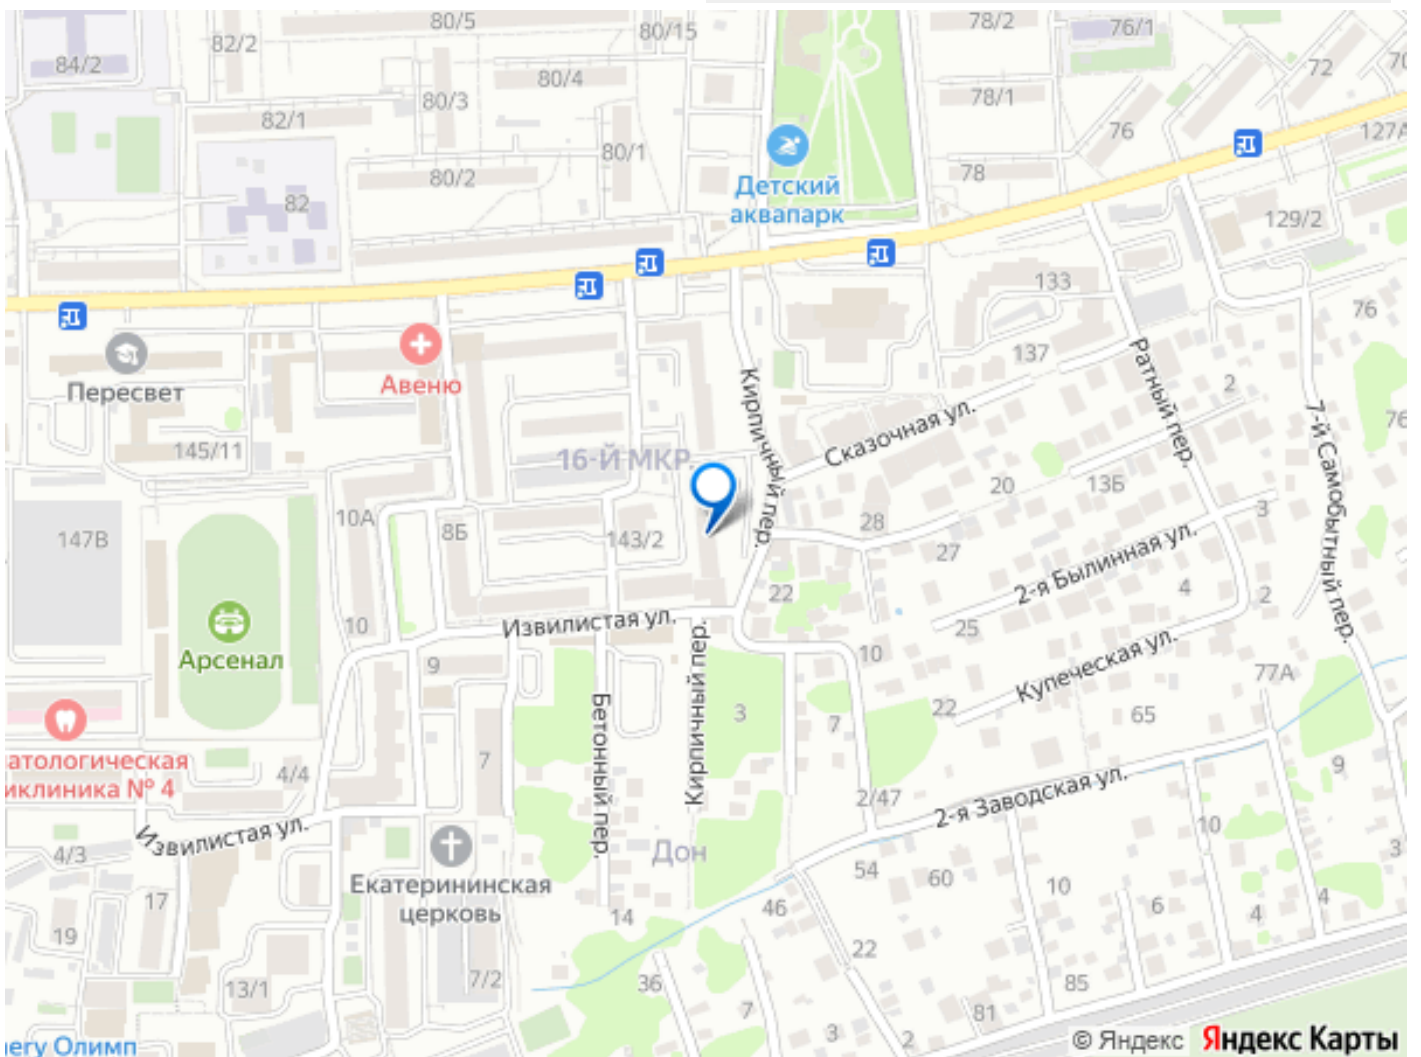 80/5
80/15
78/2
76/1
82/2
84/2
80/4
72
70
80/3
78/1
82/1
76
127А
80/1
80/2
78
Детский
аквапарк
82
129/2
133
76
137
Авеню
Пересвет
2
Ратный пер.
Кирпичный пер.
Сказочная ул.
7-й Самобытный пер.
76
145/11
16-Й МКР
20
13Б
10А
8Б
147В
143/2
28
27
3
2-я Былинная ул.
22
4
2
Извилистая ул.
10
25
Арсенал
9
10
Купеческая ул.
77А
Кирпичный пер.
Бетонный пер.
3
7
22
65
7
атологическая
иклиника № 4
4/4
2/47
2-я Заводская ул.
9
Извилистая ул.
10
4/3
Дон
3
54
60
10
Екатерининская
церковь
17
14
46
6
4
4
19
22
13/1
7/2
36
85
7
81
3
2
егу Олимп
© Яндекс Яндекс Карты